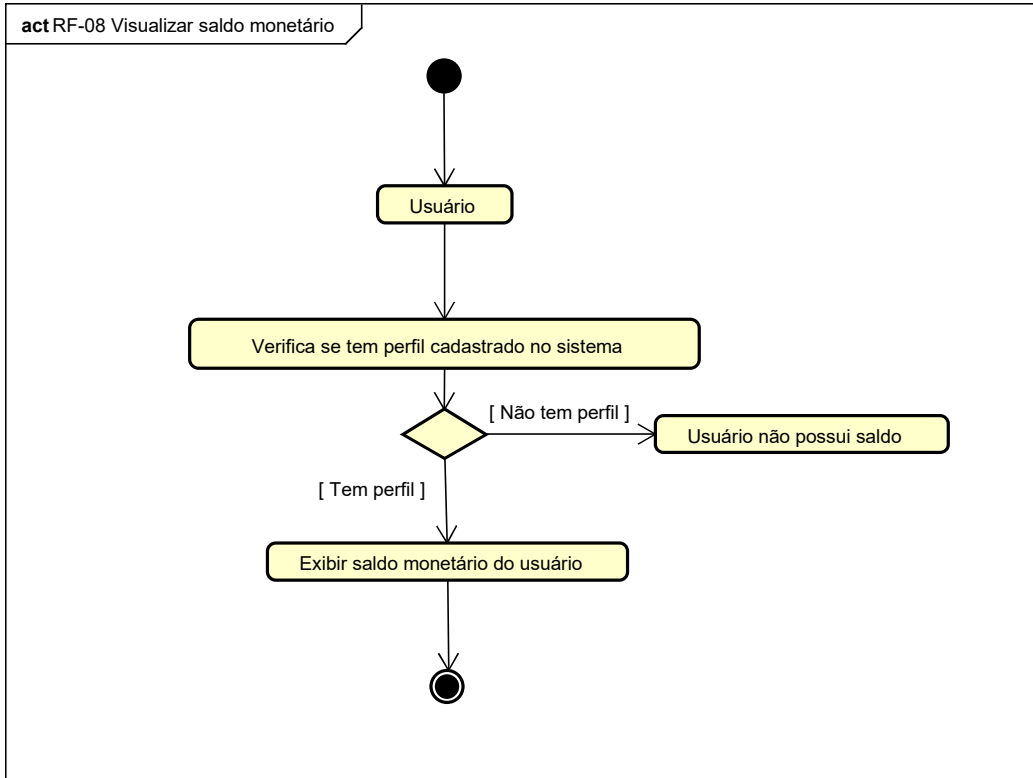 act RF-08 Visualizar saldo monetário
Usuário
Verifica se tem perfil cadastrado no sistema
[ Não tem perfil ]
Usuário não possui saldo
[ Tem perfil ]
Exibir saldo monetário do usuário